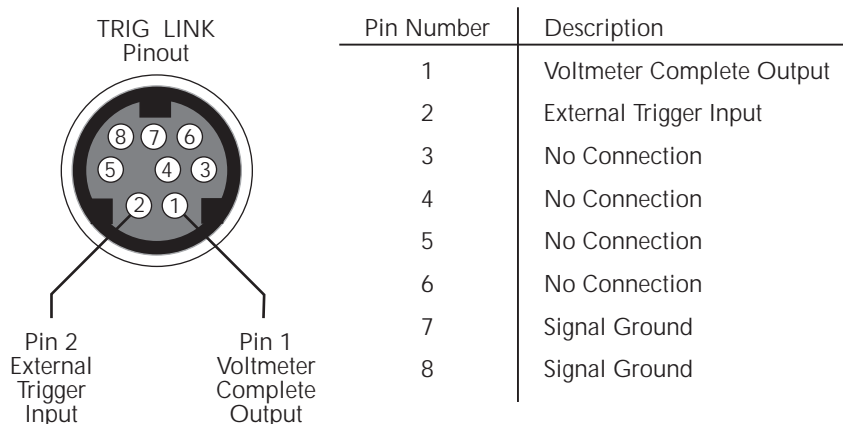 TRIG LINK
Pinout
8 7 6
5 4 3
2 1
Pin 2
External
Trigger
Input
Pin 1
Voltmeter
Complete
Output
Pin Number Description
1 Voltmeter Complete Output
2 External Trigger Input
3 No Connection
4 No Connection
5 No Connection
6 No Connection
7 Signal Ground
8 Signal Ground